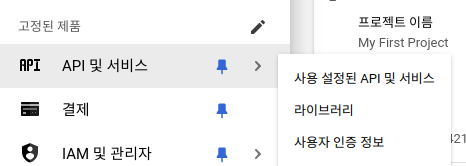 고정된 제품
API API 및 서비스
결제
IAM 및 관리자
사용 설정된 API 및 서비스
라이브러리
사용자 인증 정보
프로젝트 이름
My First Project
421